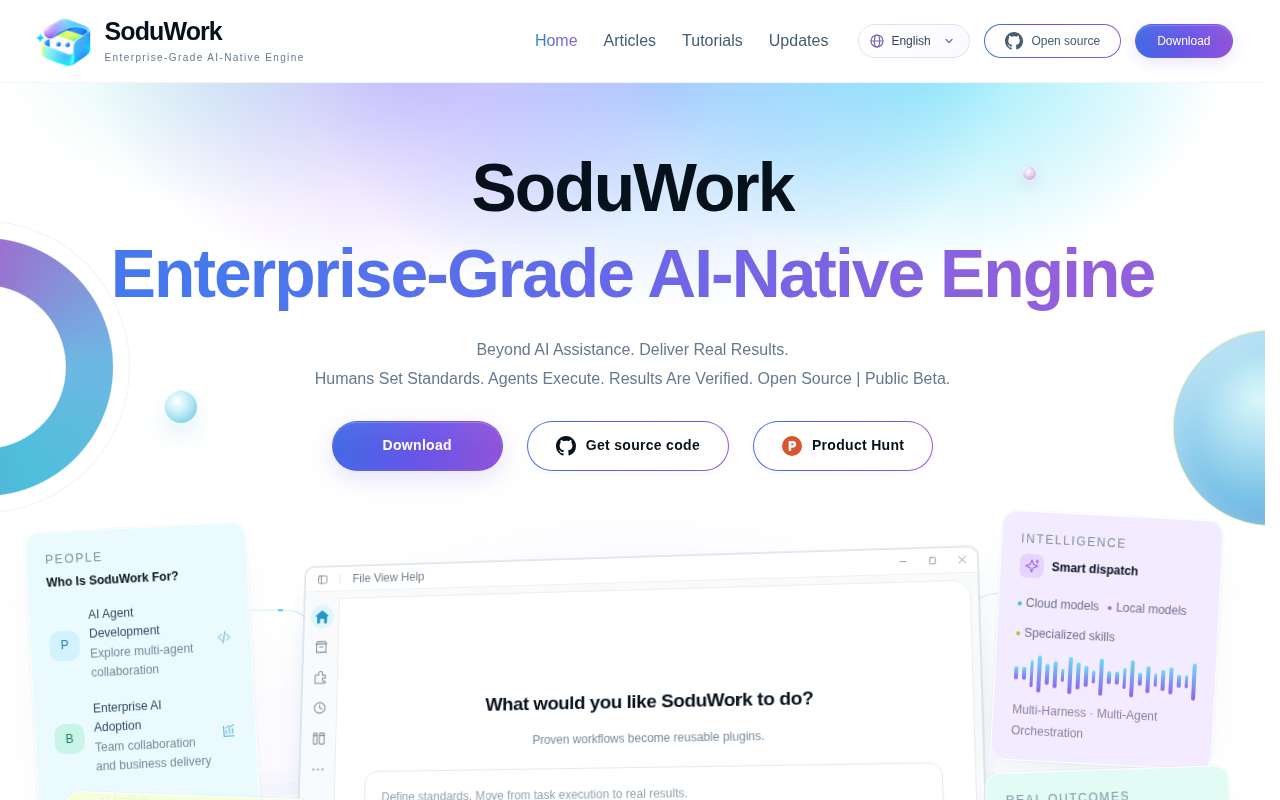 SoduWork
Enterprise-Grade AI-Native Engine
Home
Articles
Tutorials
Updates
English
Open source
Download
SoduWork
Enterprise-Grade AI-Native Engine
Beyond AI Assistance. Deliver Real Results.
Humans Set Standards. Agents Execute. Results Are Verified. Open Source | Public Beta.
Download
Get source code
Product Hunt
PEOPLE
Who Is SoduWork For?
P
AI Agent
Development
Explore multi-agent
collaboration
B
Enterprise AI
Adoption
Team collaboration
and business delivery
File View Help
What would you like SoduWork to do?
Proven workflows become reusable plugins.
Define standards. Move from task execution to real results.
INTELLIGENCE
Smart dispatch
Cloud models
Local models
Specialized skills
Multi-Harness · Multi-Agent
Orchestration
REAL OUTCOMES